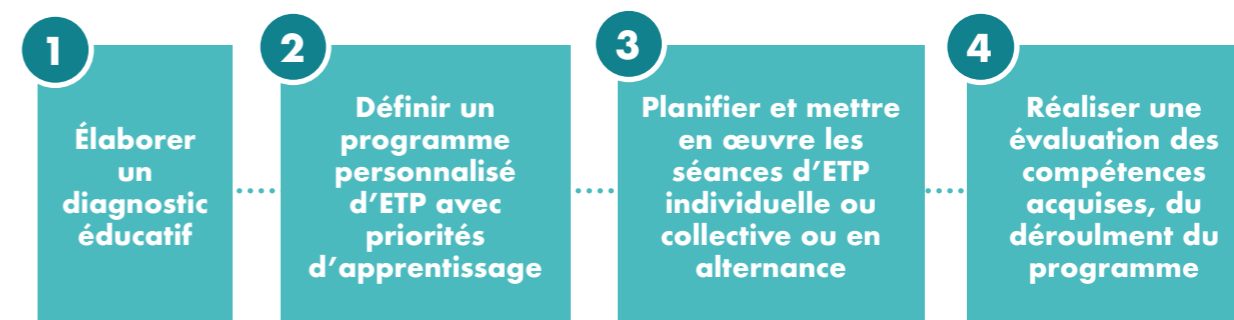 1
Élaborer
un
diagnostic
éducatif
2
Définir un
programme
personnalisé
d'ETP avec
priorités
d'apprentissage
3
Planifier et mettre
en œuvre les
séances d'ETP
individuelle ou
collective ou en
alternance
4
Réaliser une
évaluation des
compétences
acquises, du
déroulment du
programme